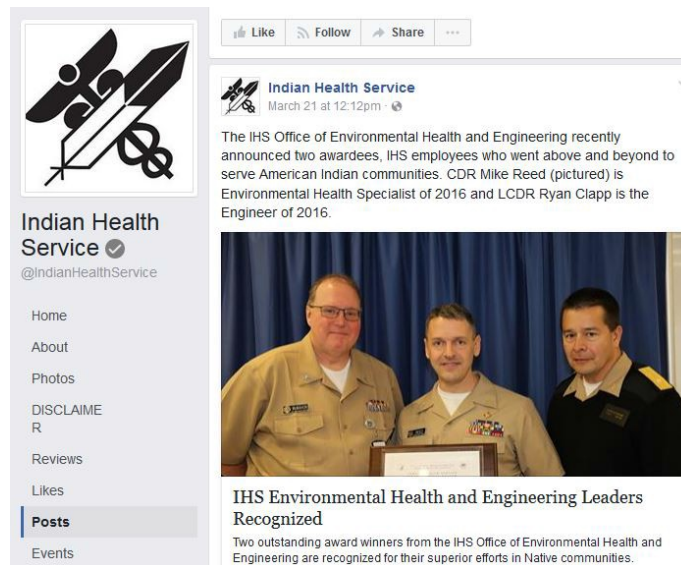 Like
Follow
Share
Indian Health Service
March 21 at 12:12pm ·
The IHS Office of Environmental Health and Engineering recently
announced two awardees, IHS employees who went above and beyond to
serve American Indian communities. CDR Mike Reed (pictured) is
Environmental Health Specialist of 2016 and LCDR Ryan Clapp is the
Engineer of 2016.
IHS Environmental Health and Engineering Leaders
Recognized
Two outstanding award winners from the IHS Office of Environmental Health and
Engineering are recognized for their superior efforts in Native communities.
Indian Health
Service
@IndianHealthService
Home
About
Photos
DISCLAIME
R
Reviews
Likes
Posts
Events